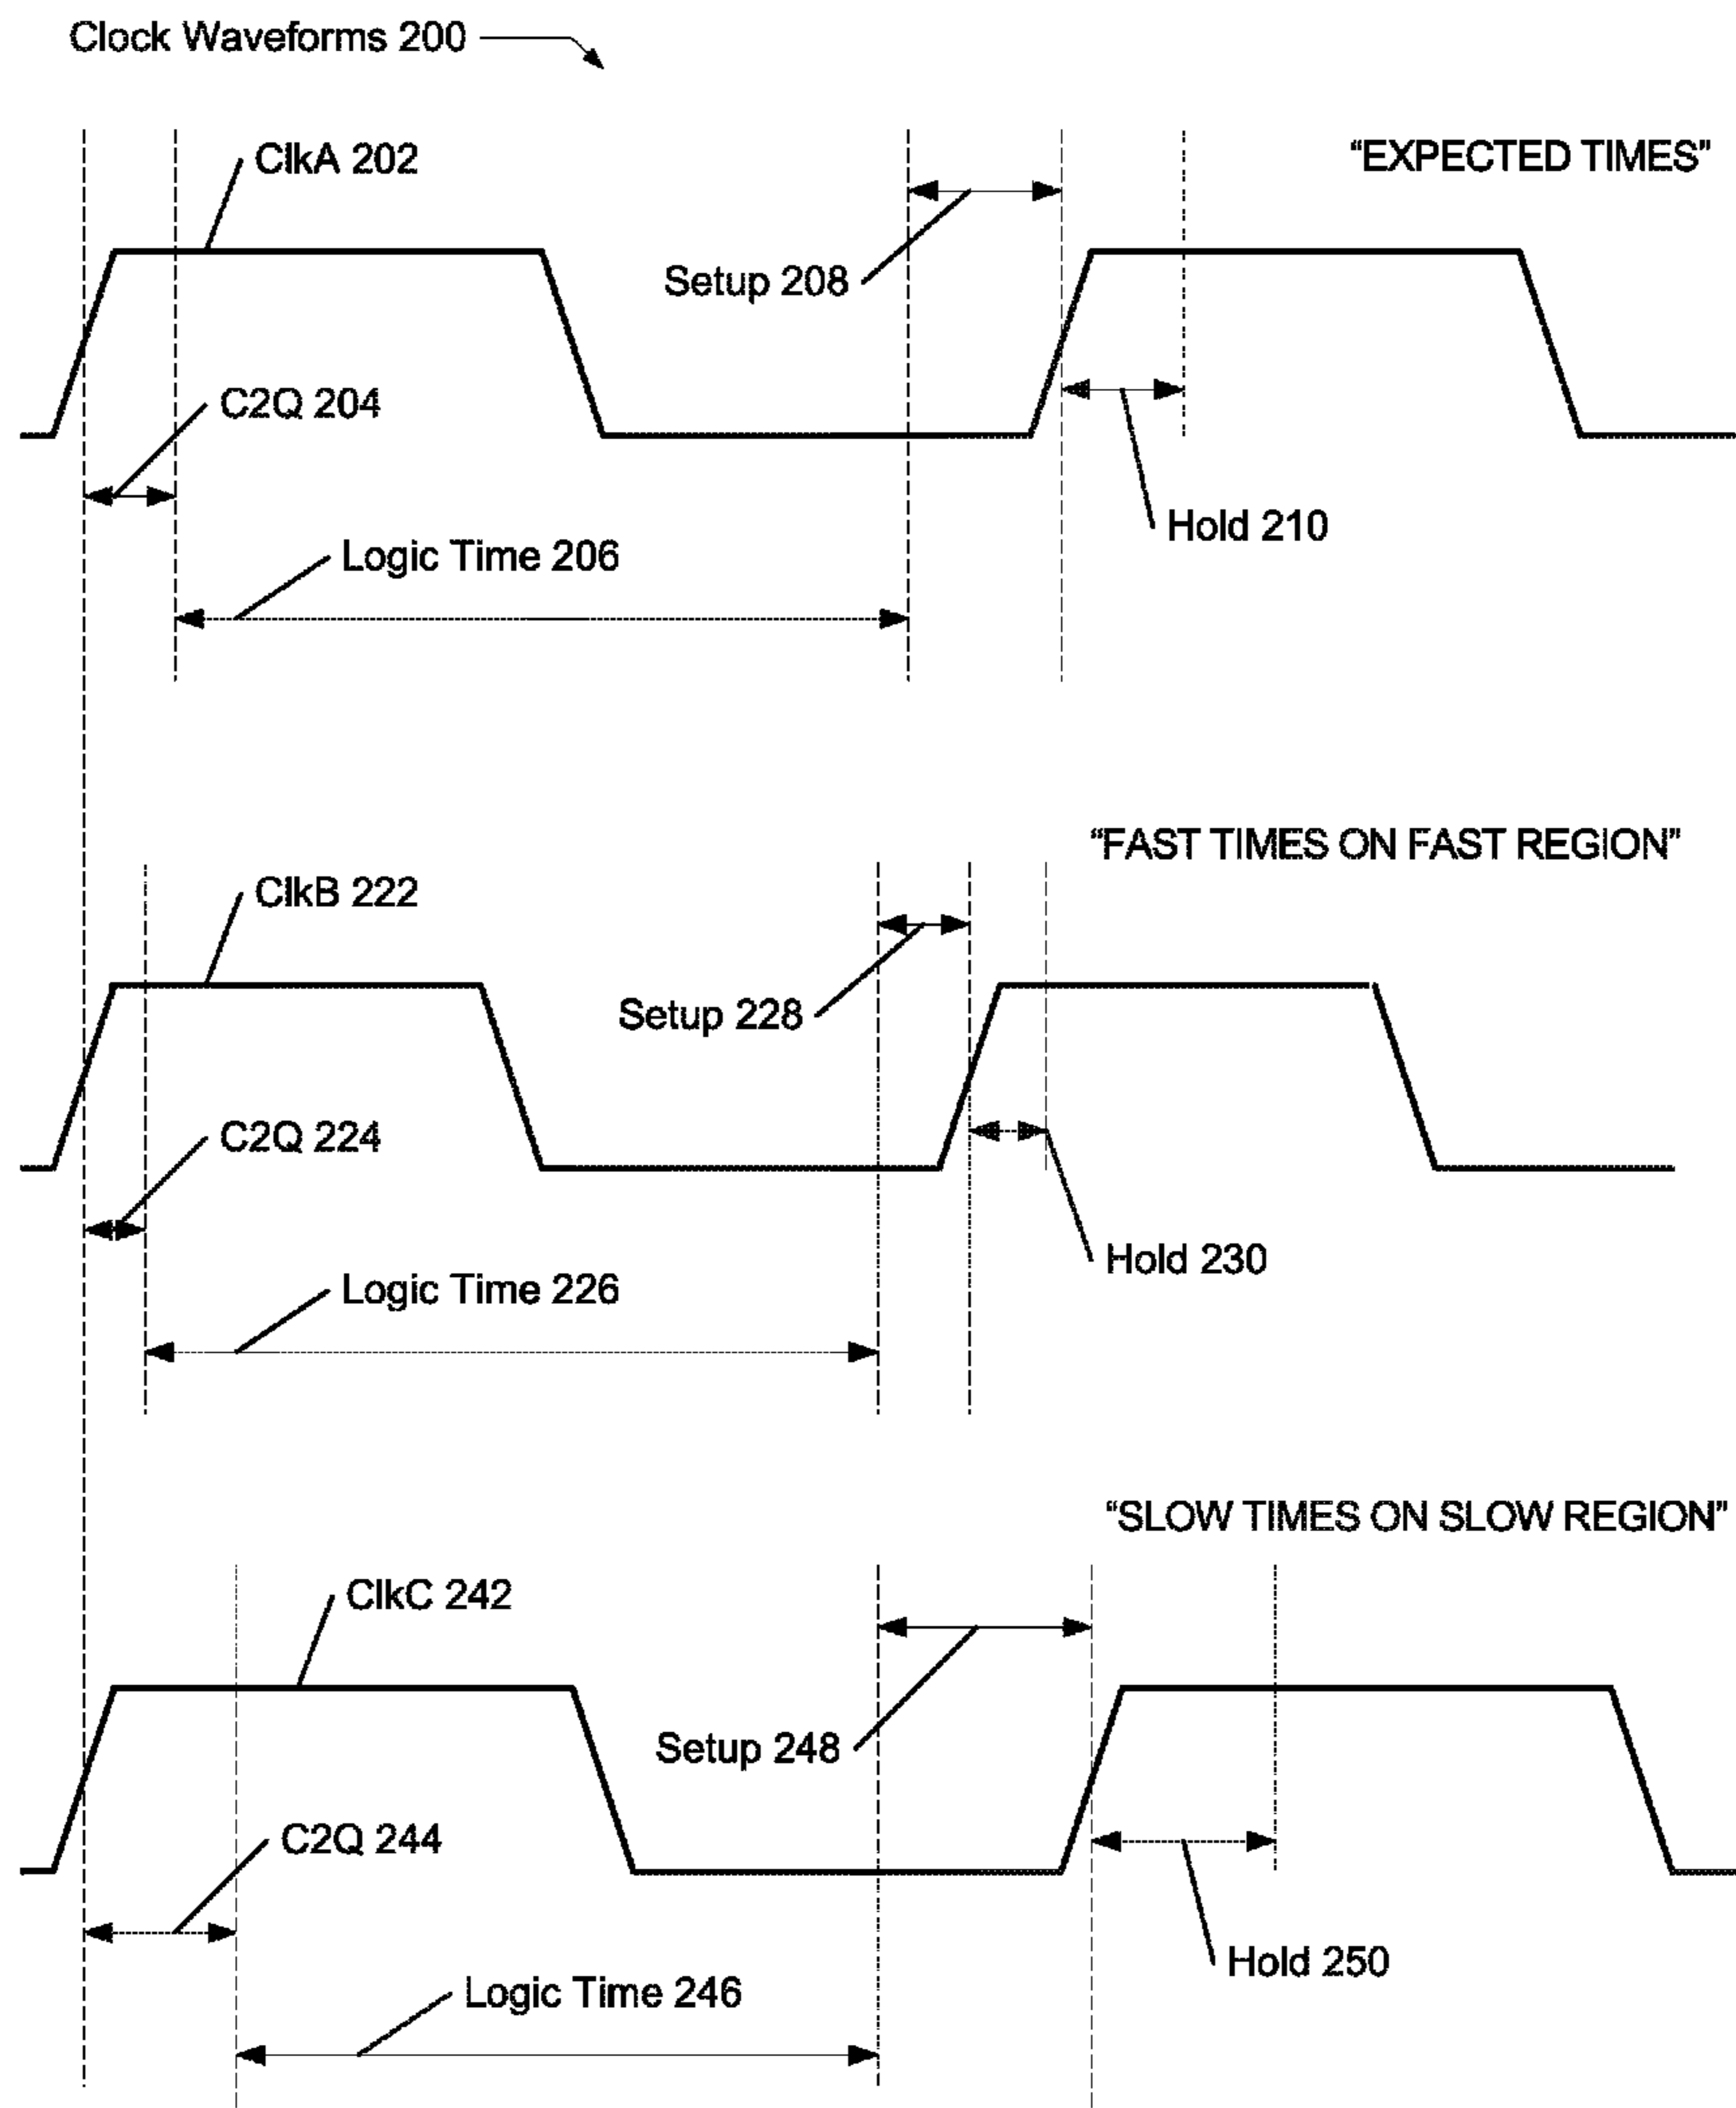 Clock Waveforms 200
"EXPECTED TIMES"
ClkA 202
Setup 208
C2Q 204
Hold 210
Logic Time 206
“FAST TIMES ON FAST REGION”
ClkB 222
Setup 228
C2Q 224
Hold 230
Logic Time 226
“SLOW TIMES ON SLOW REGION”
ClkC 242
Setup 248
C2Q 244
Hold 250
Logic Time 246